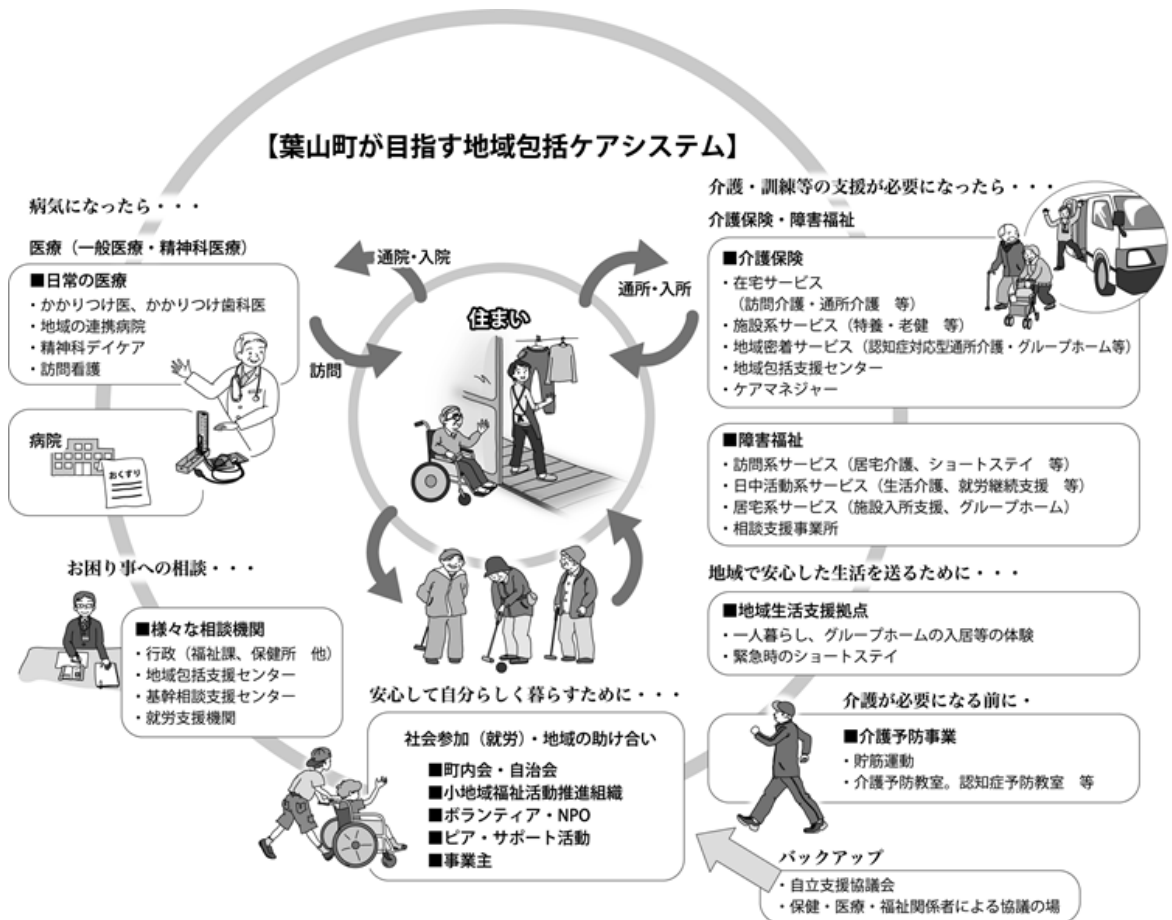 【葉山町が目指す地域包括ケアシステム】
病気になったら・・・
医療（一般医療・精神科医療）
■日常の医療
・かかりつけ医、かかりつけ歯科医
・地域の連携病院
・精神科デイケア
・訪問看護
病院
おくすり
通院・入院
訪問
住まい
通所・入所
介護・訓練等の支援が必要になったら・・・
介護保険・障害福祉
■介護保険
・在宅サービス
（訪問介護・通所介護　等）
・施設系サービス（特養・老健　等）
・地域密着サービス（認知症対応型通所介護・グループホーム等）
・地域包括支援センター
・ケアマネジャー
■障害福祉
・訪問系サービス（居宅介護、ショートステイ　等）
・日中活動系サービス（生活介護、就労継続支援　等）
・居宅系サービス（施設入所支援、グループホーム）
・相談支援事業所
お困り事への相談・・・
■様々な相談機関
・行政（福祉課、保健所　他）
・地域包括支援センター
・基幹相談支援センター
・就労支援機関
地域で安心した生活を送るために・・・
■地域生活支援拠点
・一人暮らし、グループホームの入居等の体験
・緊急時のショートステイ
安心して自分らしく暮らすために・・・
社会参加（就労）・地域の助け合い
■町内会・自治会
■小地域福祉活動推進組織
■ボランティア・NPO
■ピア・サポート活動
■事業主
介護が必要になる前に・
■介護予防事業
・貯筋運動
・介護予防教室。認知症予防教室　等
バックアップ
・自立支援協議会
・保健・医療・福祉関係者による協議の場